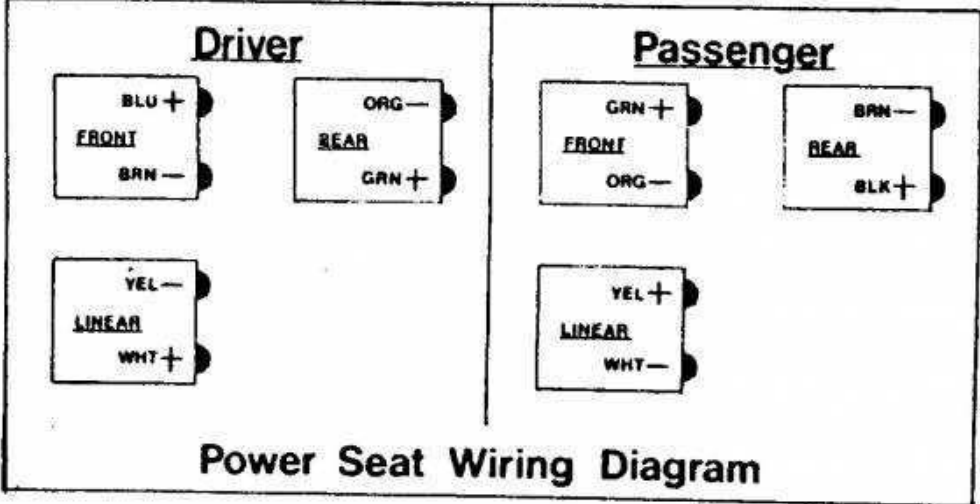 Driver
BLU +
FRONT
BRN –
ORG –
REAR
GRN +
YEL –
LINEAR
WHT +
Passenger
GRN +
FRONT
ORG –
BRN –
REAR
BLK +
YEL +
LINEAR
WHT –
Power Seat Wiring Diagram